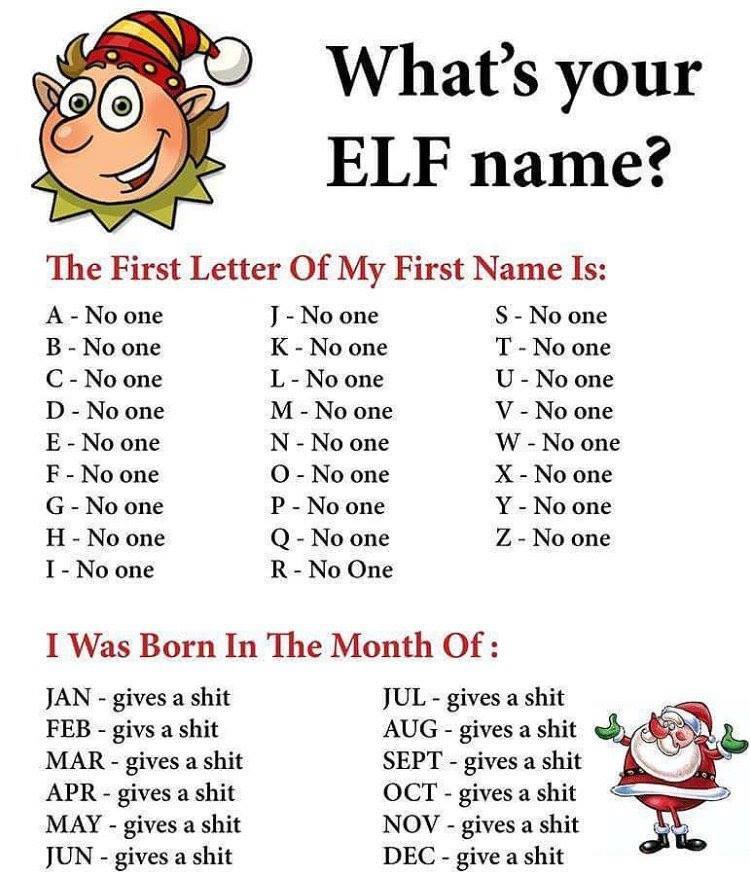 What's your
ELF name?
The First Letter Of My First Name Is:
A - No one
B - No one
C - No one
D - No one
E - No one
F - No one
G - No one
H - No one
I - No one
J - No one
K - No one
L - No one
M - No one
N - No one
O - No one
P - No one
Q - No one
R - No One
S - No one
T - No one
U - No one
V - No one
W - No one
X - No one
Y - No one
Z - No one
I Was Born In The Month Of :
JAN - gives a shit
FEB - givs a shit
MAR - gives a shit
APR - gives a shit
MAY - gives a shit
JUN - gives a shit
JUL - gives a shit
AUG - gives a shit
SEPT - gives a shit
OCT - gives a shit
NOV - gives a shit
DEC - give a shit